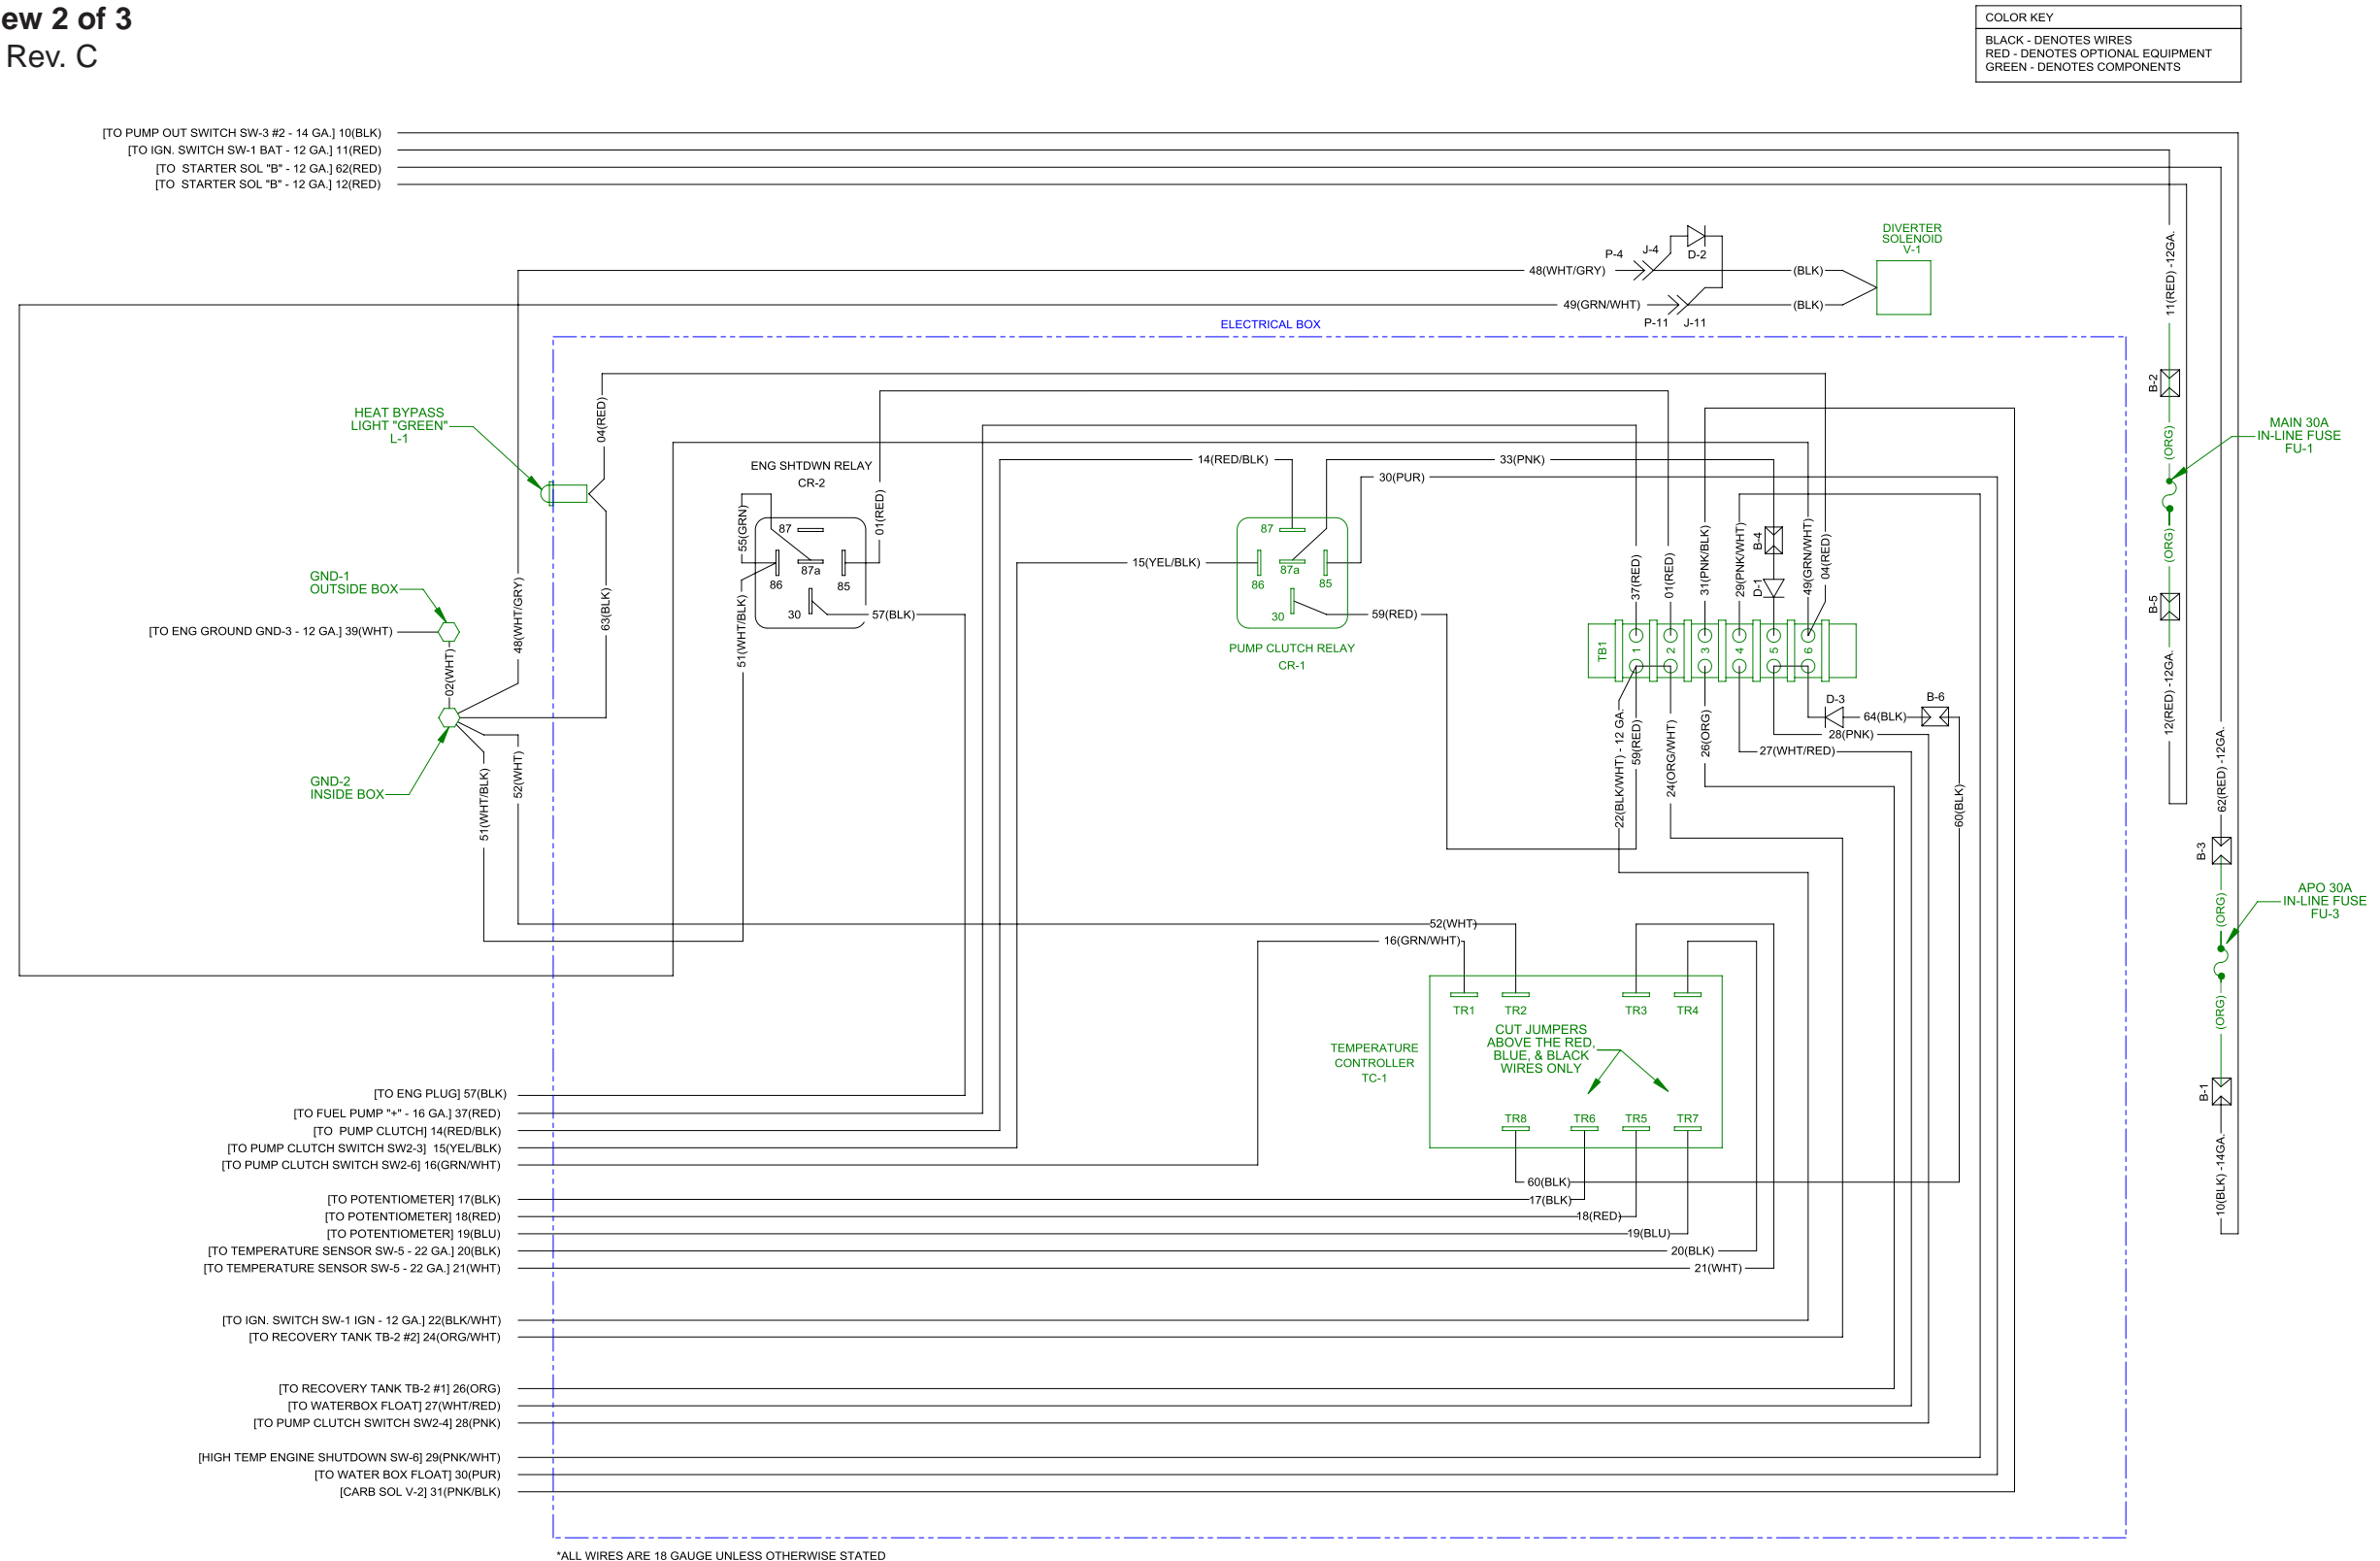 ew 2 of 3
Rev. C
COLOR KEY
BLACK - DENOTES WIRES
RED - DENOTES OPTIONAL EQUIPMENT
GREEN - DENOTES COMPONENTS
[TO PUMP OUT SWITCH SW-3 #2 - 14 GA.] 10(BLK)
[TO IGN. SWITCH SW-1 BAT - 12 GA.] 11(RED)
[TO STARTER SOL "B" - 12 GA.] 62(RED)
[TO STARTER SOL "B" - 12 GA.] 12(RED)
DIVERTER
SOLENOID
V-1
P-4
J-4
D-2
48(WHT/GRY)
(BLK)
49(GRN/WHT)
(BLK)
P-11
J-11
ELECTRICAL BOX
11(RED) -12GA.
B-2
(ORG)
MAIN 30A
IN-LINE FUSE
FU-1
(ORG)
B-5
12(RED) -12GA.
62(RED) -12GA.
B-3
(ORG)
APO 30A
IN-LINE FUSE
FU-3
(ORG)
B-1
10(BLK) -14GA.
HEAT BYPASS
LIGHT "GREEN"
L-1
04(RED)
ENG SHTDWN RELAY
CR-2
55(GRN)
01(RED)
87
87a
86
85
30
57(BLK)
51(WHT/BLK)
14(RED/BLK)
33(PNK)
30(PUR)
15(YEL/BLK)
87
87a
86
85
30
59(RED)
PUMP CLUTCH RELAY
CR-1
37(RED)
01(RED)
31(PNK/BLK)
29(PNK/WHT)
B-4
D-1
49(GRN/WHT)
04(RED)
TB1
1
2
3
4
5
6
22(BLK/WHT) - 12 GA.
59(RED)
24(ORG/WHT)
26(ORG)
D-3
64(BLK)
B-6
28(PNK)
27(WHT/RED)
60(BLK)
GND-1
OUTSIDE BOX
[TO ENG GROUND GND-3 - 12 GA.] 39(WHT)
02(WHT)
48(WHT/GRY)
63(BLK)
GND-2
INSIDE BOX
51(WHT/BLK)
52(WHT)
52(WHT)
16(GRN/WHT)
TR1
TR2
TR3
TR4
CUT JUMPERS
ABOVE THE RED,
BLUE, & BLACK
WIRES ONLY
TEMPERATURE
CONTROLLER
TC-1
TR8
TR6
TR5
TR7
60(BLK)
17(BLK)
18(RED)
19(BLU)
20(BLK)
21(WHT)
[TO ENG PLUG] 57(BLK)
[TO FUEL PUMP "+" - 16 GA.] 37(RED)
[TO PUMP CLUTCH] 14(RED/BLK)
[TO PUMP CLUTCH SWITCH SW2-3] 15(YEL/BLK)
[TO PUMP CLUTCH SWITCH SW2-6] 16(GRN/WHT)
[TO POTENTIOMETER] 17(BLK)
[TO POTENTIOMETER] 18(RED)
[TO POTENTIOMETER] 19(BLU)
[TO TEMPERATURE SENSOR SW-5 - 22 GA.] 20(BLK)
[TO TEMPERATURE SENSOR SW-5 - 22 GA.] 21(WHT)
[TO IGN. SWITCH SW-1 IGN - 12 GA.] 22(BLK/WHT)
[TO RECOVERY TANK TB-2 #2] 24(ORG/WHT)
[TO RECOVERY TANK TB-2 #1] 26(ORG)
[TO WATERBOX FLOAT] 27(WHT/RED)
[TO PUMP CLUTCH SWITCH SW2-4] 28(PNK)
[HIGH TEMP ENGINE SHUTDOWN SW-6] 29(PNK/WHT)
[TO WATER BOX FLOAT] 30(PUR)
[CARB SOL V-2] 31(PNK/BLK)
*ALL WIRES ARE 18 GAUGE UNLESS OTHERWISE STATED